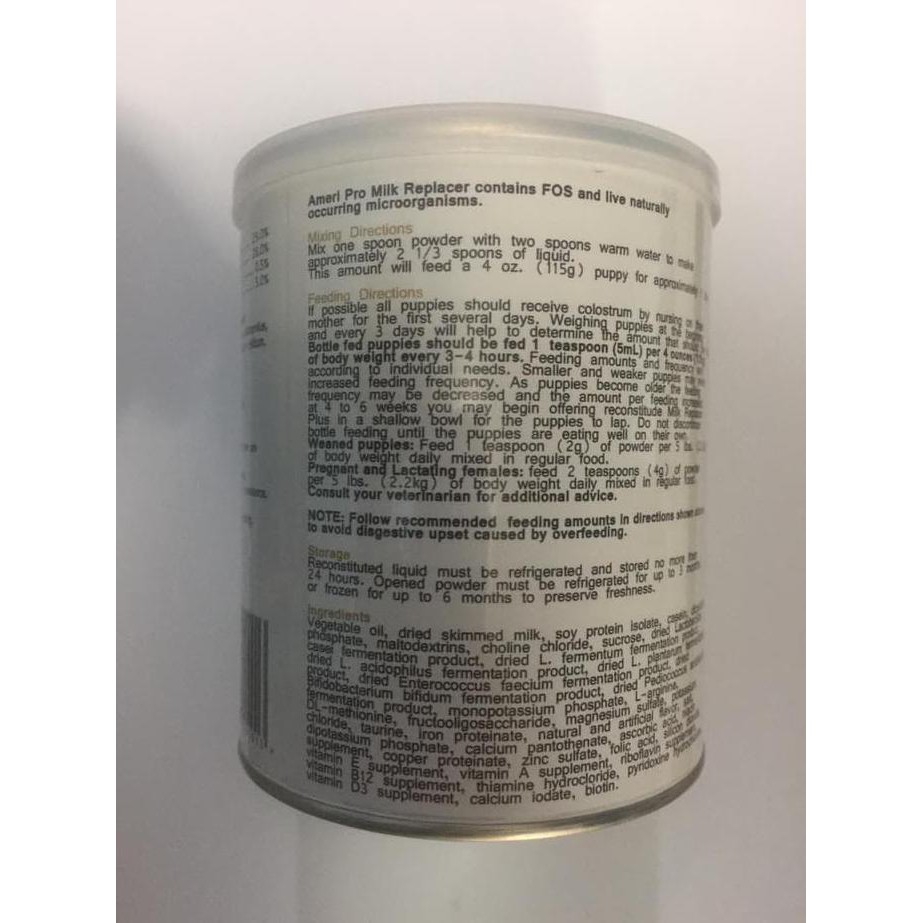 Ameri Pro Milk Replacer contains FOS and live naturally
occurring microorganisms.
Mixing Directions
Mix one spoon powder with two spoons warm water to make
approximately 2 1/3 spoons of liquid.
This amount will feed a 4 oz. (115g) puppy for approximately
Feeding Directions
If possible all puppies should receive colostrum by nursing on
mother for the first several days. Weighing puppies at the
and every 3 days will help to determine the amount that
Bottle fed puppies should be fed 1 teaspoon (5mL) per 4 ounces
of body weight every 3-4 hours. Feeding amounts and frequency
according to individual needs. Smaller and weaker puppies
increased feeding frequency. As puppies become older the feeding
frequency may be decreased and the amount per feeding
at 4 to 6 weeks you may begin offering reconstitude Milk
Plus in a shallow bowl for the puppies to lap. Do not
bottle feeding until the puppies are eating well on their own.
Weaned puppies: Feed 1 teaspoon (2g) of powder per 5 lbs.
of body weight daily mixed in regular food.
Pregnant and Lactating females: feed 2 teaspoons (4g) of
per 5 lbs. (2.2kg) of body weight daily mixed in regular food.
Consult your veterinarian for additional advice.
NOTE: Follow recommended feeding amounts in directions shown
to avoid disgestive upset caused by overfeeding.
Storage
Reconstituted liquid must be refrigerated and stored no more than
24 hours. Opened powder must be refrigerated for up to 3
or frozen for up to 6 months to preserve freshness.
Ingredients
Vegetable oil, dried skimmed milk, soy protein isolate, casein,
phosphate, maltodextrins, choline chloride, sucrose, dried
casei fermentation product, dried L. fermentum fermentation product,
dried L. acidophilus fermentation product, dried L. plantarum
product, dried Enterococcus faecium fermentation product,
Bifidobacterium bifidum fermentation product, dried Pediococcus
fermentation product, monopotassium phosphate, L-arginine,
DL-methionine, fructooligosaccharide, magnesium sulfate,
chloride, taurine, iron proteinate, natural and artificial flavor,
dipotassium phosphate, calcium pantothenate, ascorbic acid,
supplement, copper proteinate, zinc sulfate, folic acid,
vitamin E supplement, vitamin A supplement, riboflavin
vitamin B12 supplement, thiamine hydrocloride, pyridoxine
vitamin D3 supplement, calcium iodate, biotin.